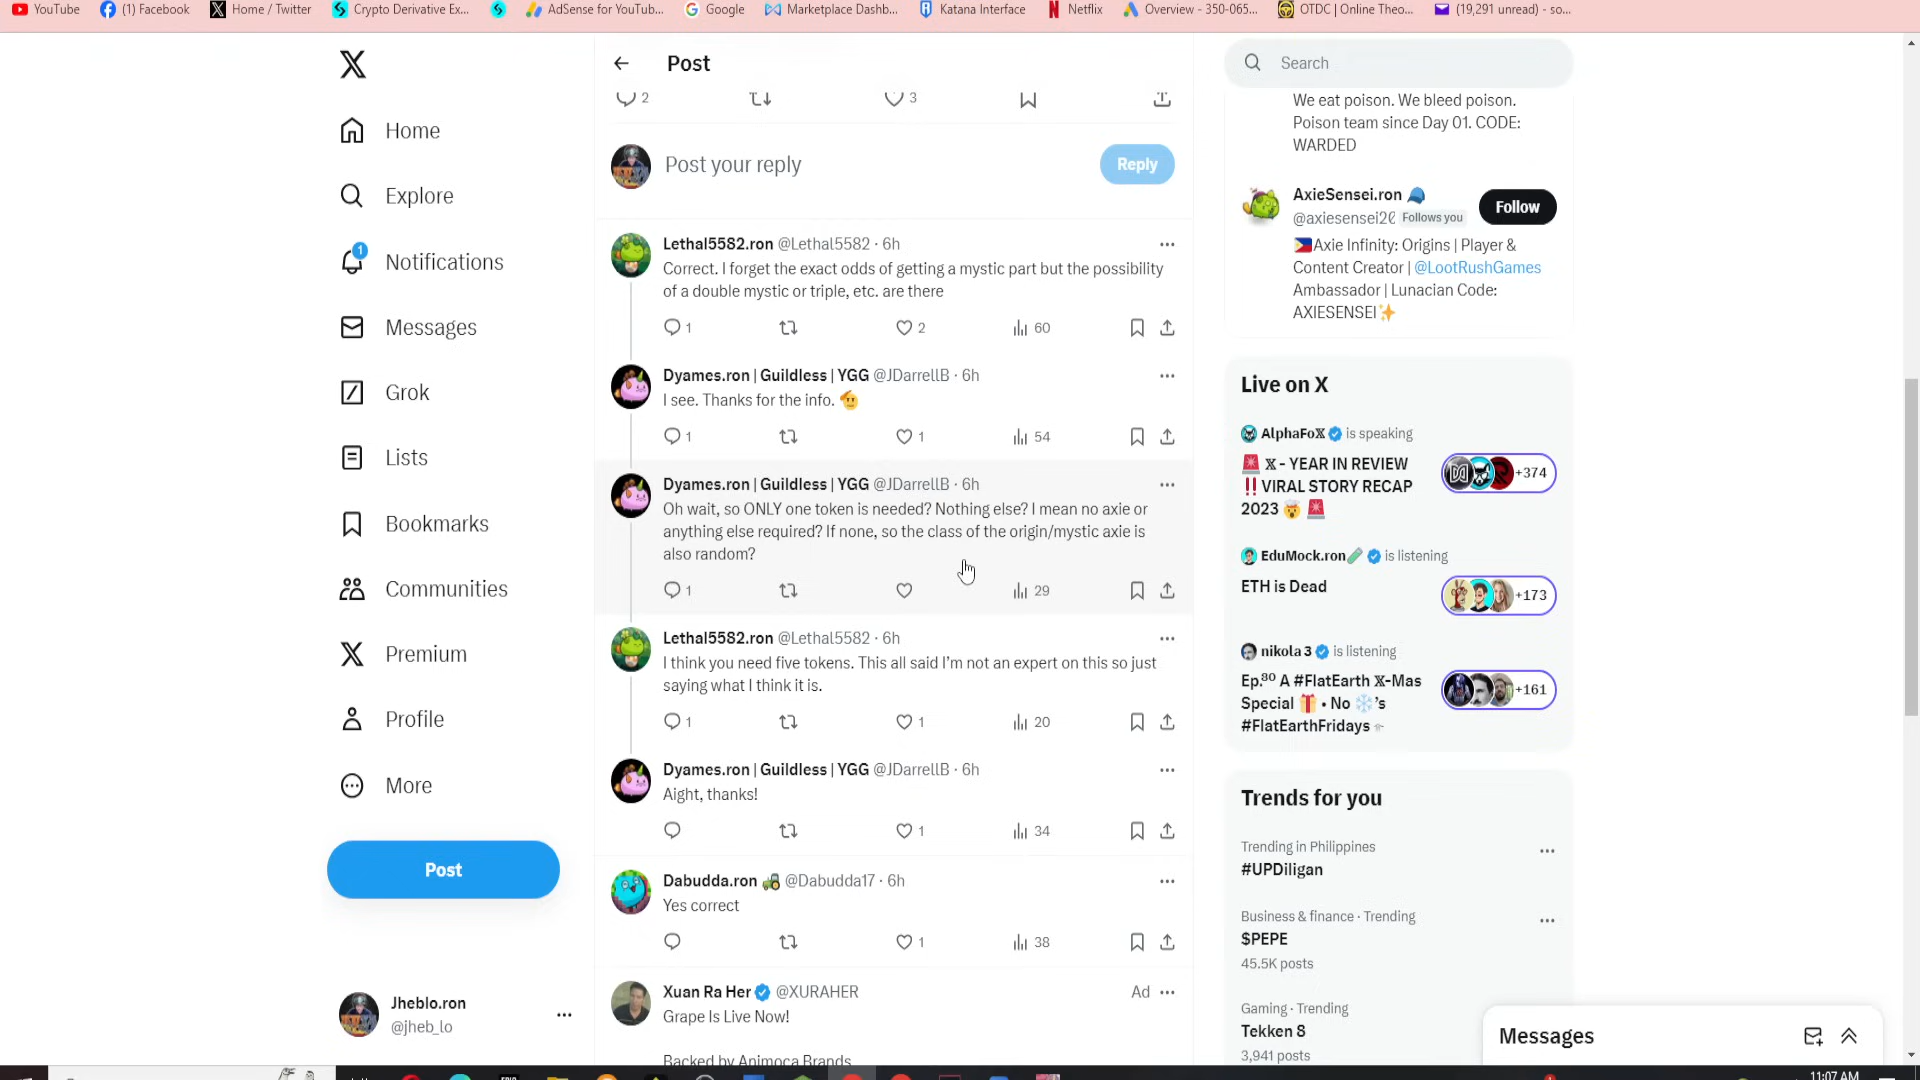 YouTube
(1) Facebook
Home / Twitter
Crypto Derivative Ex...
AdSense for YouTub...
Google
Marketplace Dashb...
Katana Interface
Netflix
Overview - 350-065...
OTDC | Online Theo...
(19,291 unread) - so...
Home
Explore
1
Notifications
Messages
Grok
Lists
Bookmarks
Communities
Premium
Profile
More
Post
Jheblo.ron
@jheb_lo
Post
2
3
Post your reply
Reply
Lethal5582.ron @Lethal5582 · 6h
Correct. I forget the exact odds of getting a mystic part but the possibility
of a double mystic or triple, etc. are there
1 2 60
Dyames.ron | Guildless | YGG @JDarrellB · 6h
I see. Thanks for the info. 🫡
1 1 54
Dyames.ron | Guildless | YGG @JDarrellB · 6h
Oh wait, so ONLY one token is needed? Nothing else? I mean no axie or
anything else required? If none, so the class of the origin/mystic axie is
also random?
1 29
Lethal5582.ron @Lethal5582 · 6h
I think you need five tokens. This all said I'm not an expert on this so just
saying what I think it is.
1 1 20
Dyames.ron | Guildless | YGG @JDarrellB · 6h
Aight, thanks!
1 34
Dabudda.ron 🚜 @Dabudda17 · 6h
Yes correct
1 38
Xuan Ra Her @XURAHER
Ad
Grape Is Live Now!
Backed by Animoca Brands
Search
We eat poison. We bleed poison.
Poison team since Day 01. CODE:
WARDED
AxieSensei.ron 🧢
@axiesensei20 Follows you
Follow
🇵🇭Axie Infinity: Origins | Player &
Content Creator | @LootRushGames
Ambassador | Lunacian Code:
AXIESENSEI✨
Live on X
AlphaFo𝕏 is speaking
🚨 𝕏 - YEAR IN REVIEW
‼️VIRAL STORY RECAP
2023 🤯 🚨
+374
EduMock.ron🧪 is listening
ETH is Dead
+173
nikola 3 is listening
Ep.⁸⁰ A #FlatEarth 𝕏-Mas
Special 🎁 • No ❄️'s
#FlatEarthFridays
+161
Trends for you
Trending in Philippines
#UPDiligan
Business & finance · Trending
$PEPE
45.5K posts
Gaming · Trending
Tekken 8
3,941 posts
Messages
11:07 AM